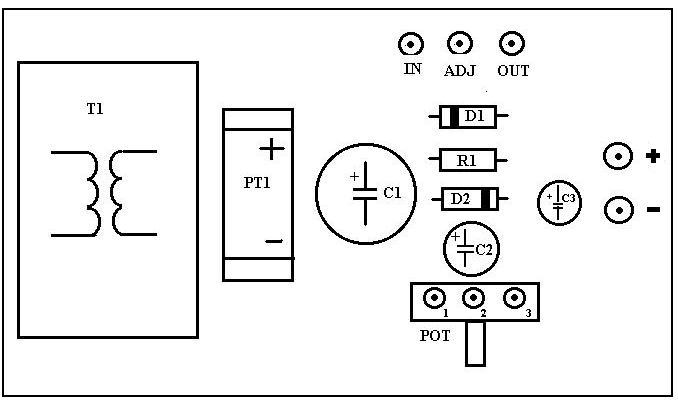 IN ADJ OUT
T1
D1
R1
PT1
+
-
+ C1
D2
+ C3
+
-
+ C2
1 2 3
POT